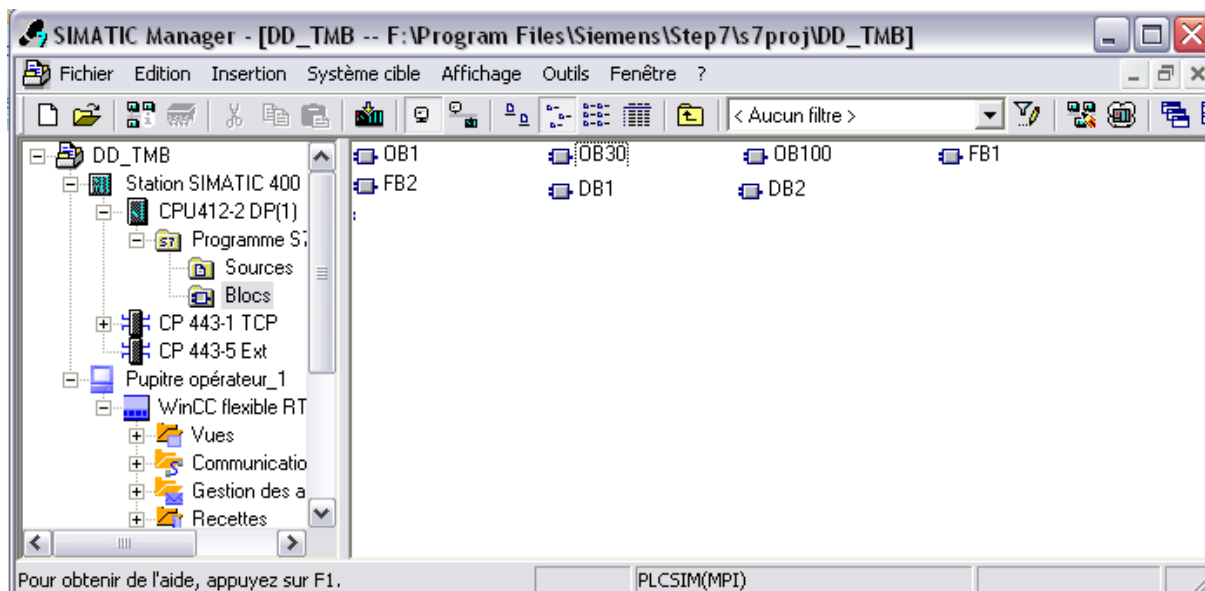 SIMATIC Manager - [DD_TMB -- F:\Program Files\Siemens\Step7\s7proj\DD_TMB]
Fichier Edition Insertion Système cible Affichage Outils Fenêtre ?
< Aucun filtre >
DD_TMB
Station SIMATIC 400
CPU412-2 DP(1)
Programme S7
Sources
Blocs
CP 443-1 TCP
CP 443-5 Ext
Pupitre opérateur_1
WinCC flexible RT
Vues
Communicatio
Gestion des a
Recettes
OB1 OB30 OB100 FB1
FB2 DB1 DB2
Pour obtenir de l'aide, appuyez sur F1. PLCSIM(MPI)